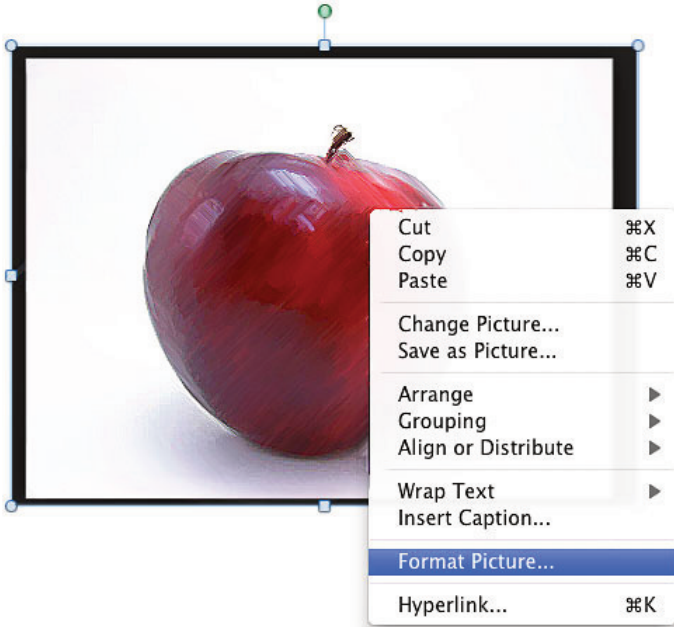 Cut ⌘X
Copy ⌘C
Paste ⌘V
Change Picture...
Save as Picture...
Arrange
Grouping
Align or Distribute
Wrap Text
Insert Caption...
Format Picture...
Hyperlink... ⌘K